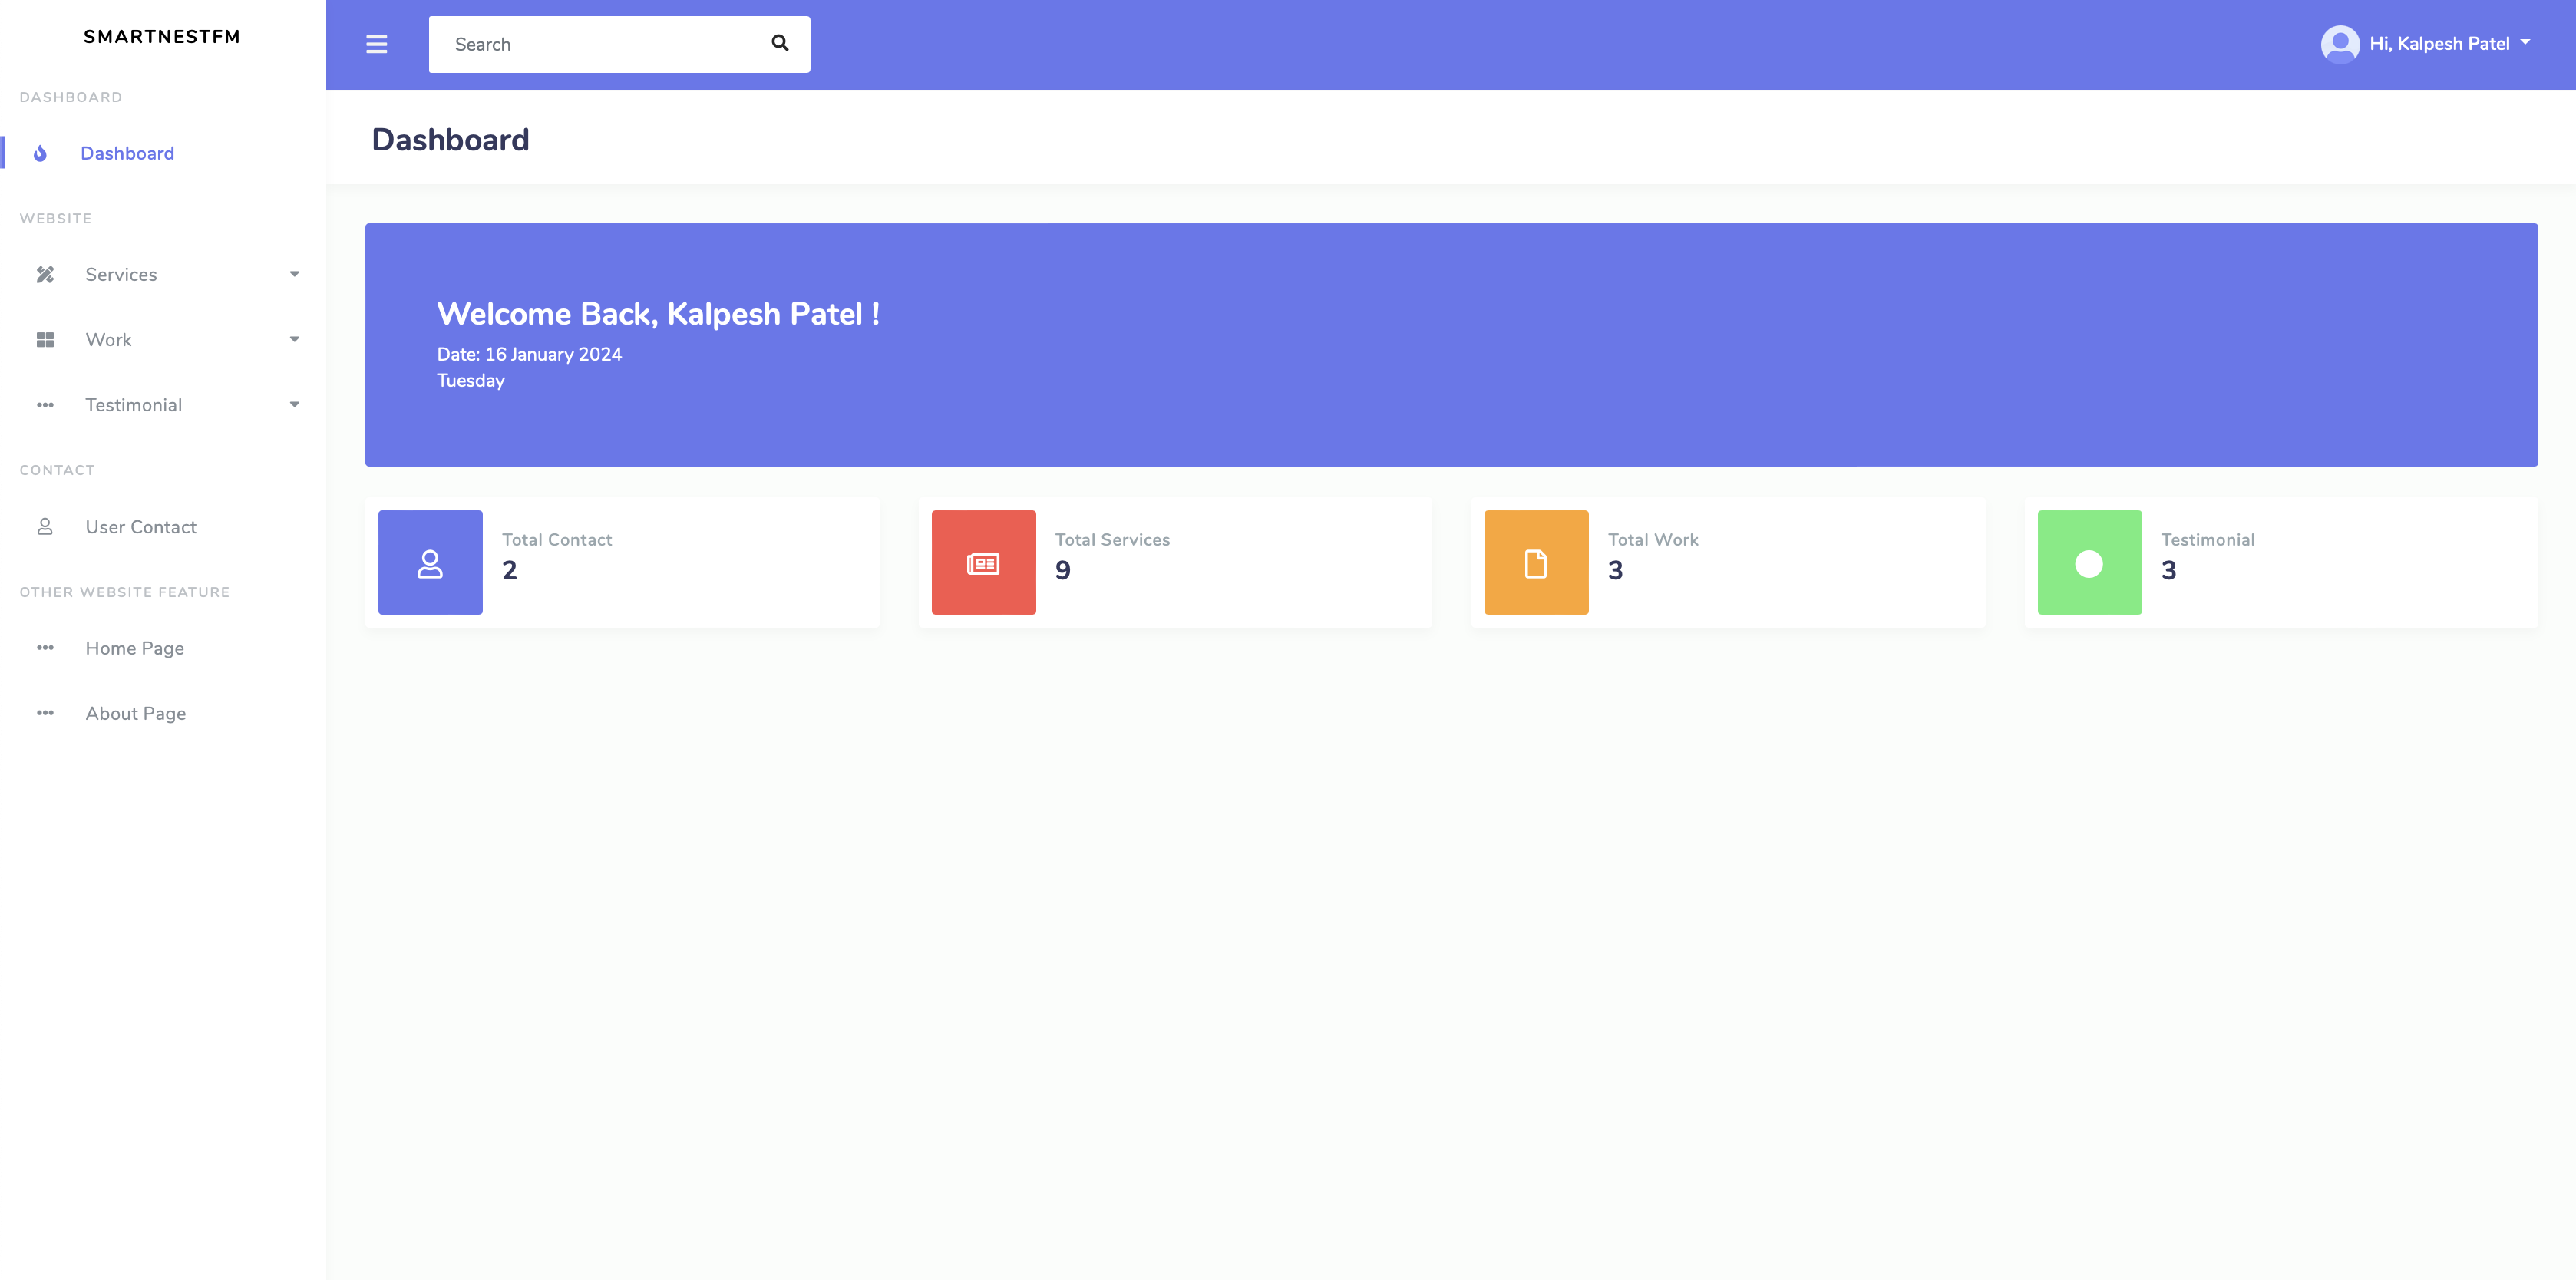 SMARTNESTFM
DASHBOARD
Dashboard
WEBSITE
Services
Work
Testimonial
CONTACT
User Contact
OTHER WEBSITE FEATURE
Home Page
About Page
Search
Hi, Kalpesh Patel
Dashboard
Welcome Back, Kalpesh Patel !
Date: 16 January 2024
Tuesday
Total Contact
2
Total Services
9
Total Work
3
Testimonial
3